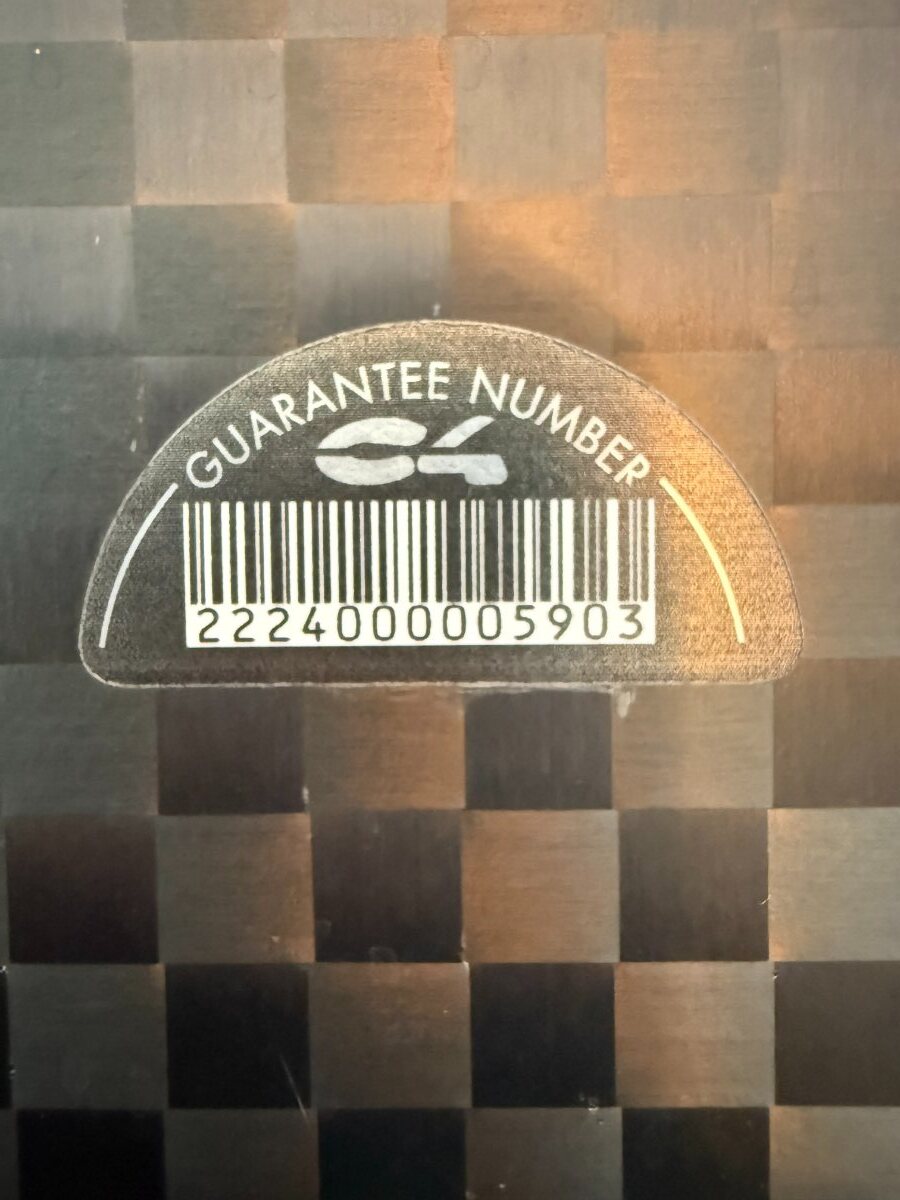 GUARANTEE NUMBER
C4
2224000005903